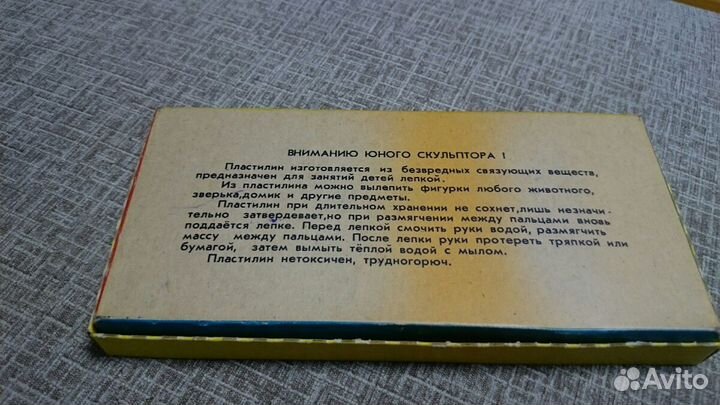 ВНИМАНИЮ ЮНОГО СКУЛЬПТОРА !
Пластилин изготовляется из безвредных связующих веществ,
предназначен для занятий детей лепкой.
Из пластилина можно вылепить фигурки любого животного,
зверька,домик и другие предметы.
Пластилин при длительном хранении не сохнет,лишь незначи-
тельно затвердевает,но при размягчении между пальцами вновь
поддаётся лепке. Перед лепкой смочить руки водой, размягчить
массу между пальцами. После лепки руки протереть тряпкой или
бумагой, затем вымыть тёплой водой с мылом.
Пластилин нетоксичен, трудногорюч.
Avito